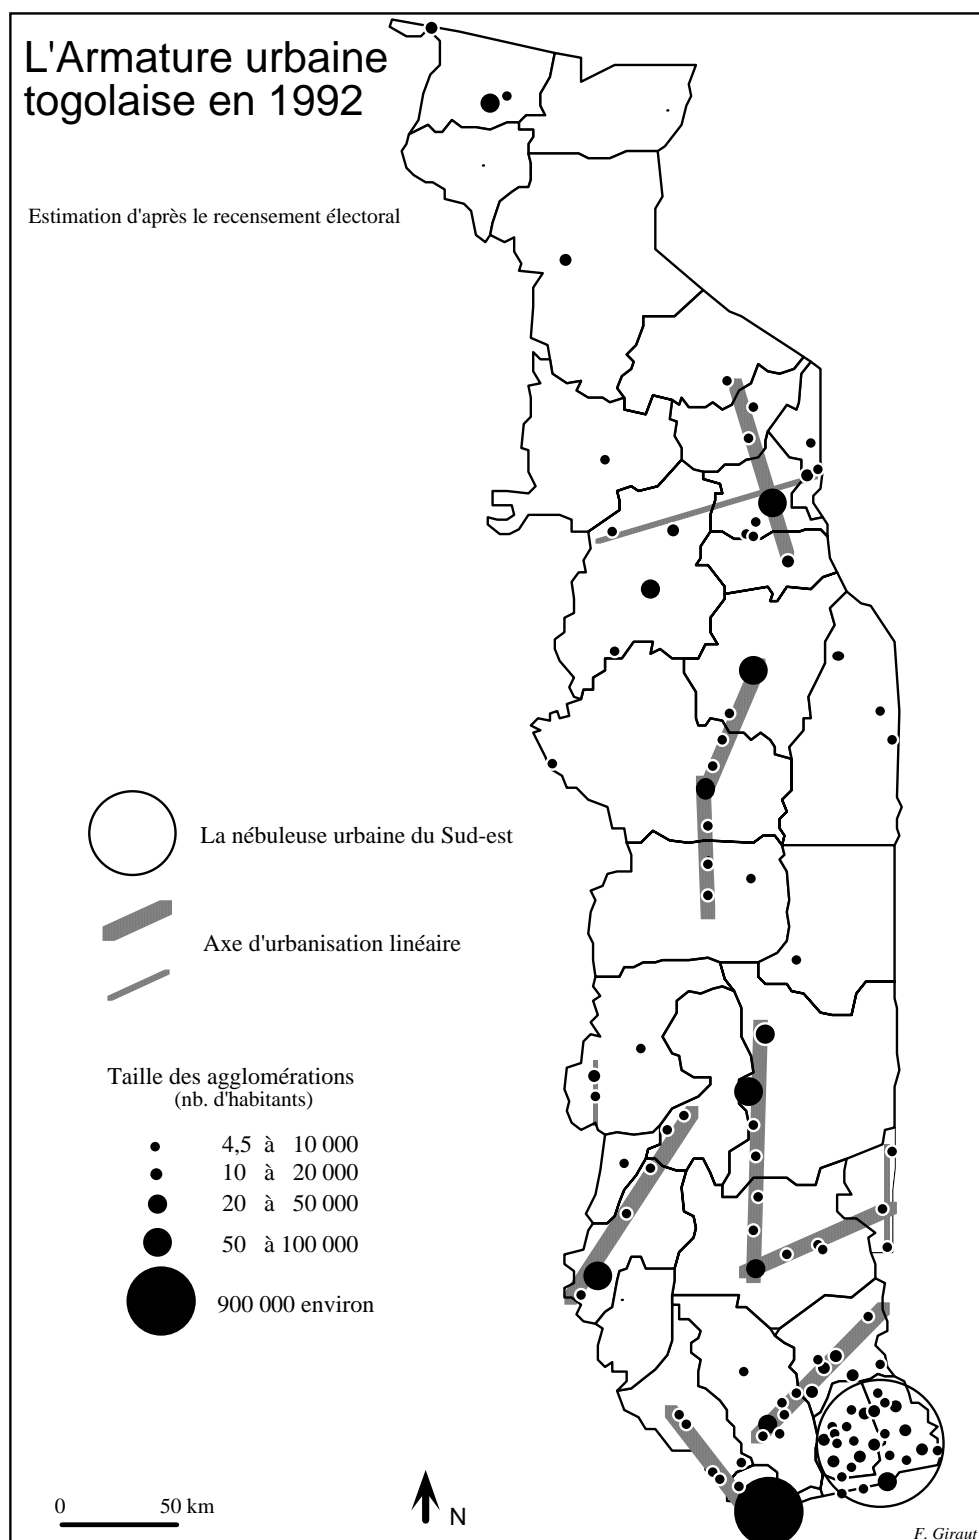 L'Armature urbaine
togolaise en 1992
Estimation d'après le recensement électoral
La nébuleuse urbaine du Sud-est
Axe d'urbanisation linéaire
Taille des agglomérations
(nb. d'habitants)
4,5 à 10 000
10 à 20 000
20 à 50 000
50 à 100 000
900 000 environ
0 50 km
N
F. Giraut